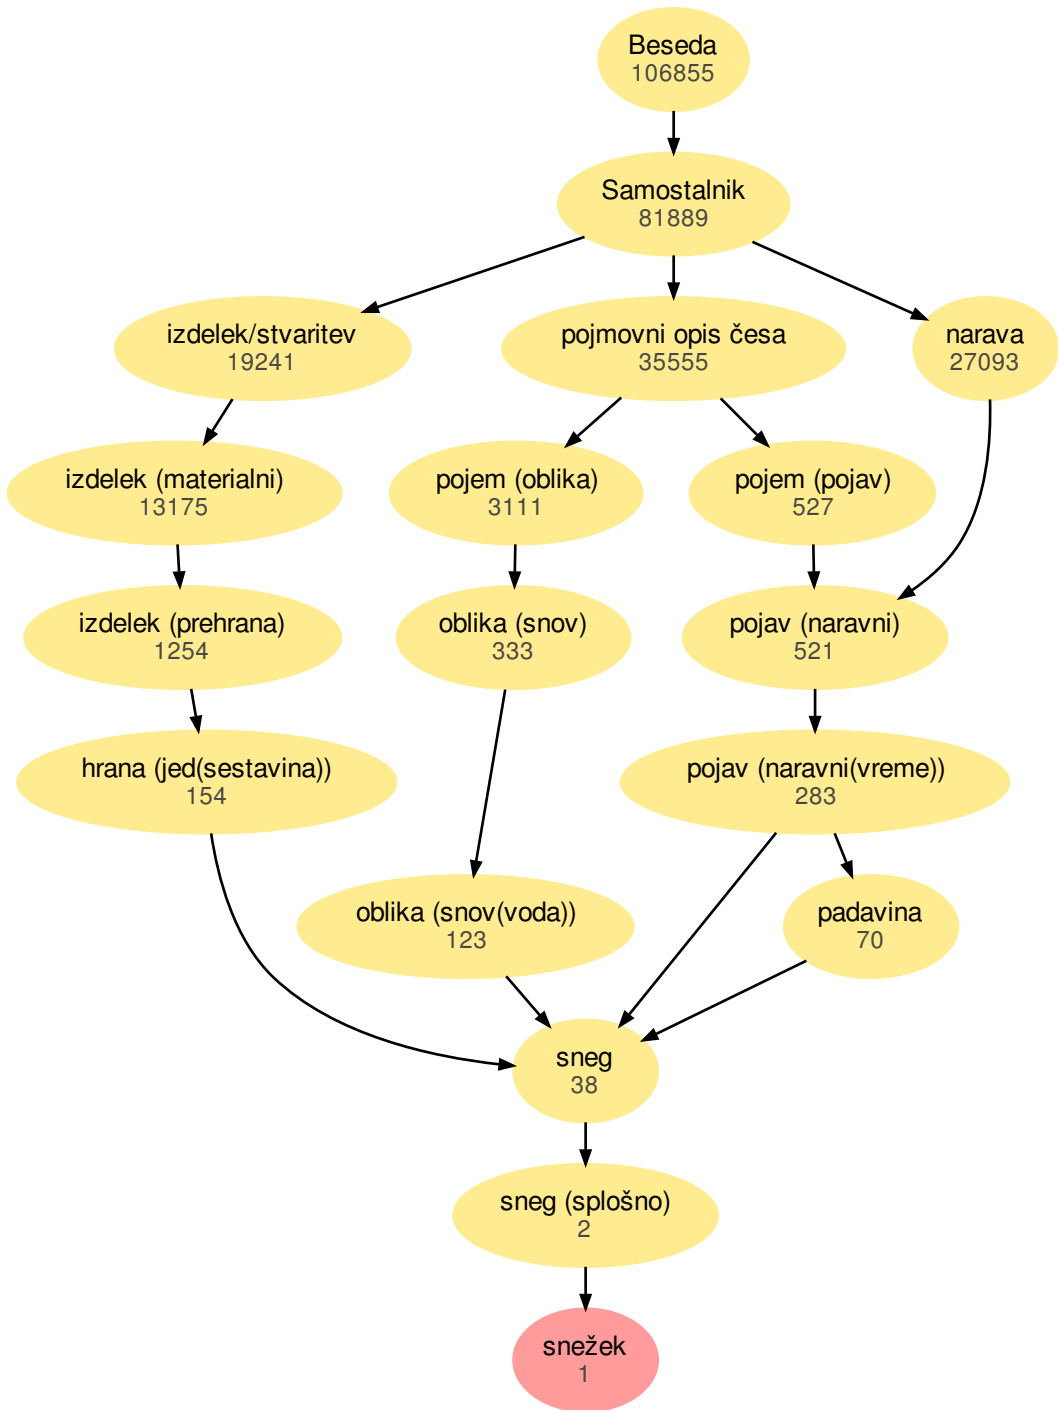 Beseda
106855
Samostalnik
81889
izdelek/stvaritev
19241
pojmovni opis česa
35555
narava
27093
izdelek (materialni)
13175
pojem (oblika)
3111
pojem (pojav)
527
izdelek (prehrana)
1254
oblika (snov)
333
pojav (naravni)
521
hrana (jed(sestavina))
154
pojav (naravni(vreme))
283
oblika (snov(voda))
123
padavina
70
sneg
38
sneg (splošno)
2
snežek
1